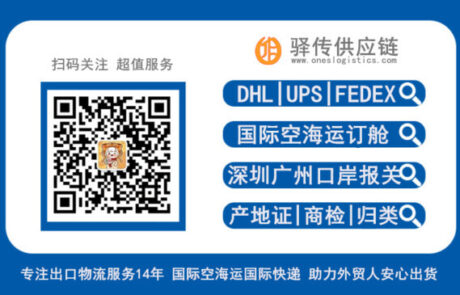 驿传供应链
www.oneslogistics.com
扫码关注 超值服务
DHL|UPS|FEDEX
国际空海运订舱
深圳广州口岸报关
产地证|商检|归类
专注出口物流服务14年 国际空海运国际快递 助力外贸人安心出货